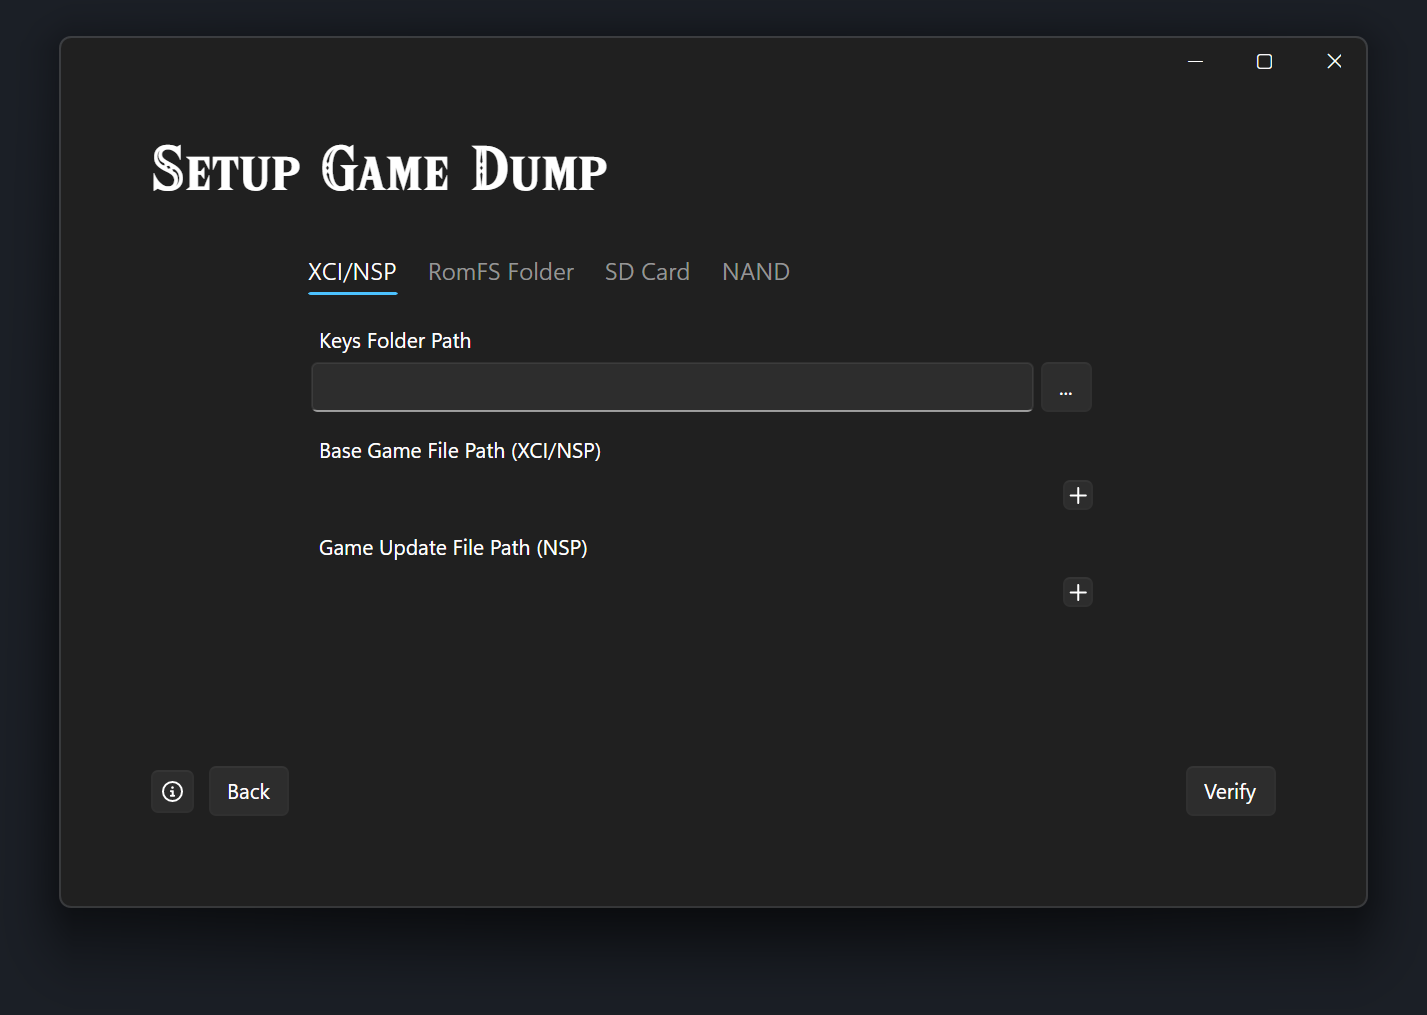 Setup Game Dump
XCI/NSP RomFS Folder SD Card NAND
Keys Folder Path
...
Base Game File Path (XCI/NSP)
Game Update File Path (NSP)
Back Verify